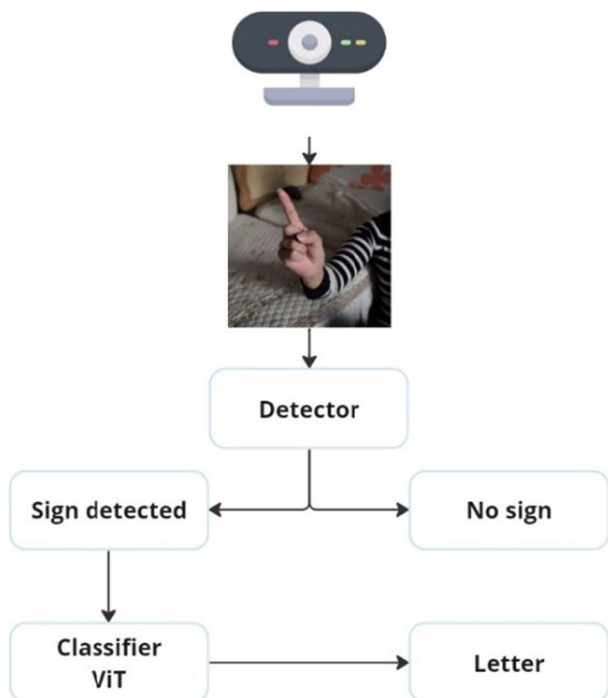 Detector
Sign detected
No sign
Classifier
ViT
Letter